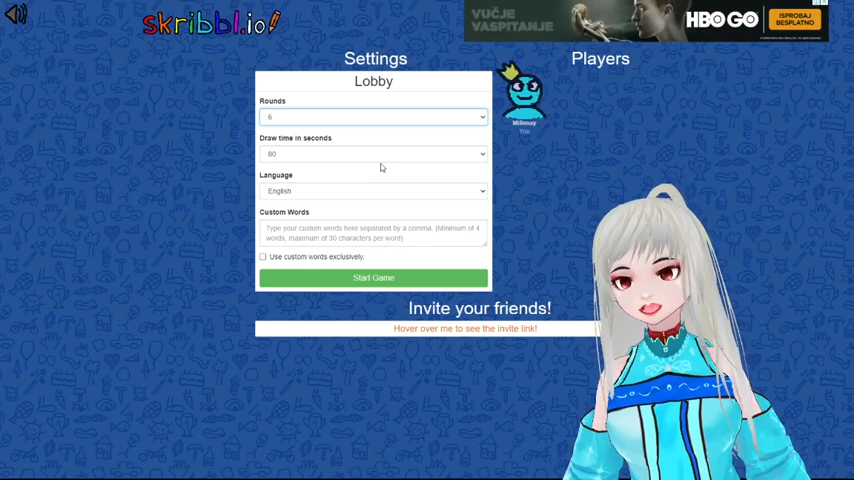 skribbl.io
VUČJE
VASPITANJE
HBO GO
ISPROBAJ
BESPLATNO
Settings
Players
Lobby
Rounds
6
Draw time in seconds
80
Language
English
Custom Words
Type your custom words here separated by a comma (Minimum of 4
words, maximum of 30 characters per word)
Use custom words exclusively.
Start Game
You
Invite your friends!
Hover over me to see the invite link!